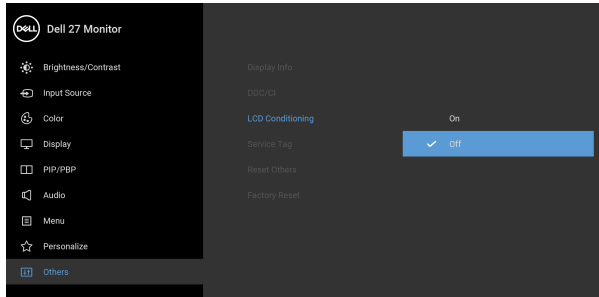 DELL Dell 27 Monitor
Brightness/Contrast
Input Source
Color
Display
PIP/PBP
Audio
Menu
Personalize
Others
Display Info
DDC/CI
LCD Conditioning
Service Tag
Reset Others
Factory Reset
On
Off